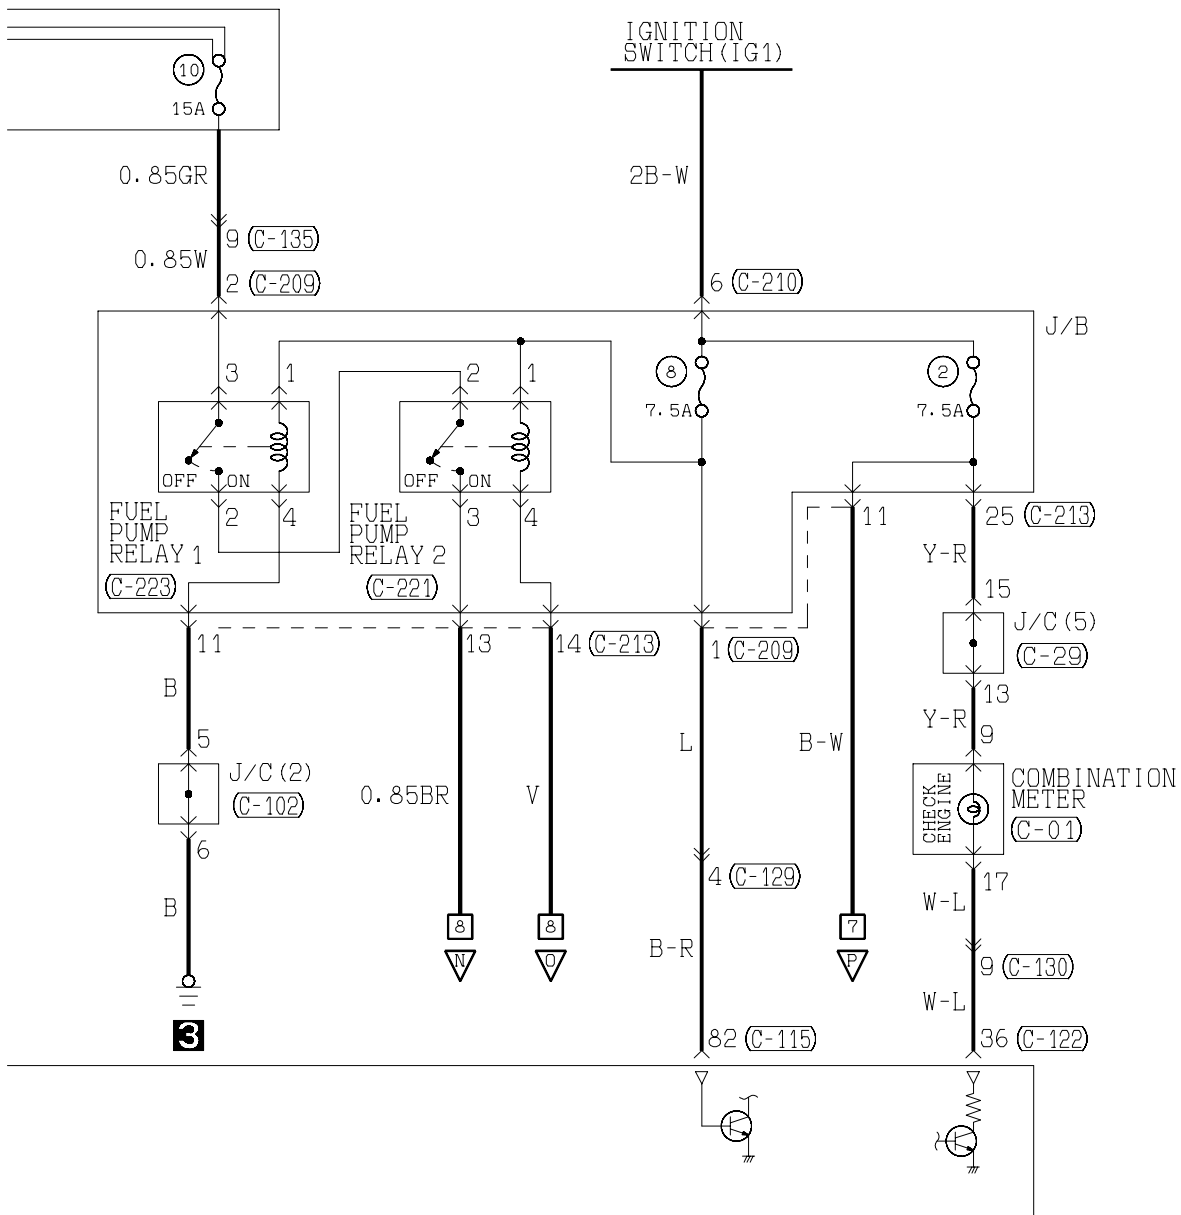 IGNITION
SWITCH(IG1)
10
15A
0.85GR
2B-W
9 (C-135)
0.85W
2 (C-209)
6 (C-210)
J/B
3 1 2 1
8
2
7.5A
7.5A
OFF ON
OFF ON
2 4 3 4
11
25 (C-213)
FUEL
PUMP
RELAY 1
(C-223)
FUEL
PUMP
RELAY 2
(C-221)
Y-R
15
J/C(5)
(C-29)
11 13 14 (C-213)
1 (C-209)
B
13
Y-R
9
5
J/C(2)
(C-102)
L
B-W
0.85BR
V
CHECK
ENGINE
COMBINATION
METER
(C-01)
6
4 (C-129)
17
B
W-L
8
8
7
N
O
P
B-R
9 (C-130)
W-L
3
82 (C-115)
36 (C-122)